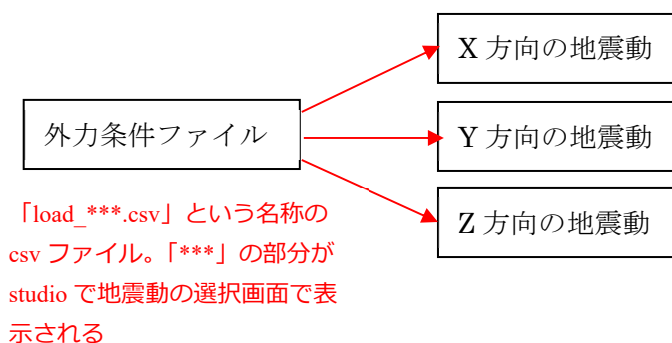 X 方向の地震動
外力条件ファイル
Y 方向の地震動
Z 方向の地震動
「load_***.csv」という名称の
csv ファイル。「***」の部分が
studio で地震動の選択画面で表
示される